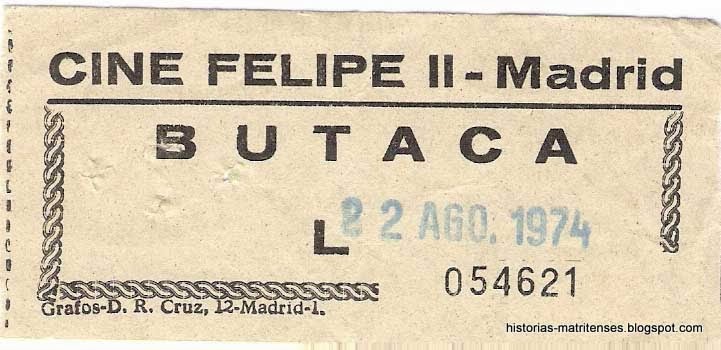 CINE FELIPE II - Madrid
BUTACA
22 AGO. 1974
L
054621
Grafos-D. R. Cruz, 12-Madrid-1.
historias-matritenses.blogspot.com